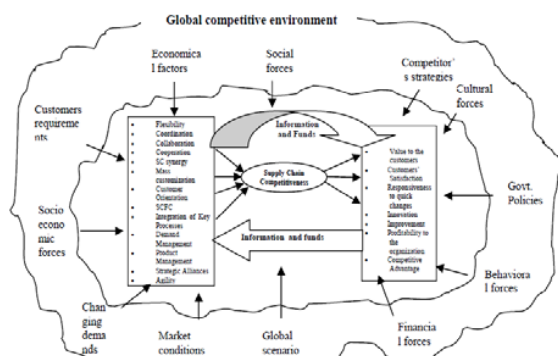 Global competitive environment
Economica
l factors
Social
forces
Competitor'
s strategies
Cultural
forces
Customers
requireme
nts
Information
and Funds
Flexibility
Coordination
Collaboration
Cooperation
SC synergy
Mass
customization
Customer
Orientation
SCFC
Integration of Key
Processes
Demand
Management
Product
Management
Strategic Alliances
Agility
Supply Chain
Competitiveness
Value to the
customers
Customers'
Satisfaction
Responsiveness
to quick
changes
Innovation
Improvement
Profitability to
the
organization
Competitive
Advantage
Govt.
Policies
Socio
econo
mic
forces
Information and funds
Behaviora
l forces
Chan
ging
dema
nds
Market
conditions
Global
scenario
Financia
l forces